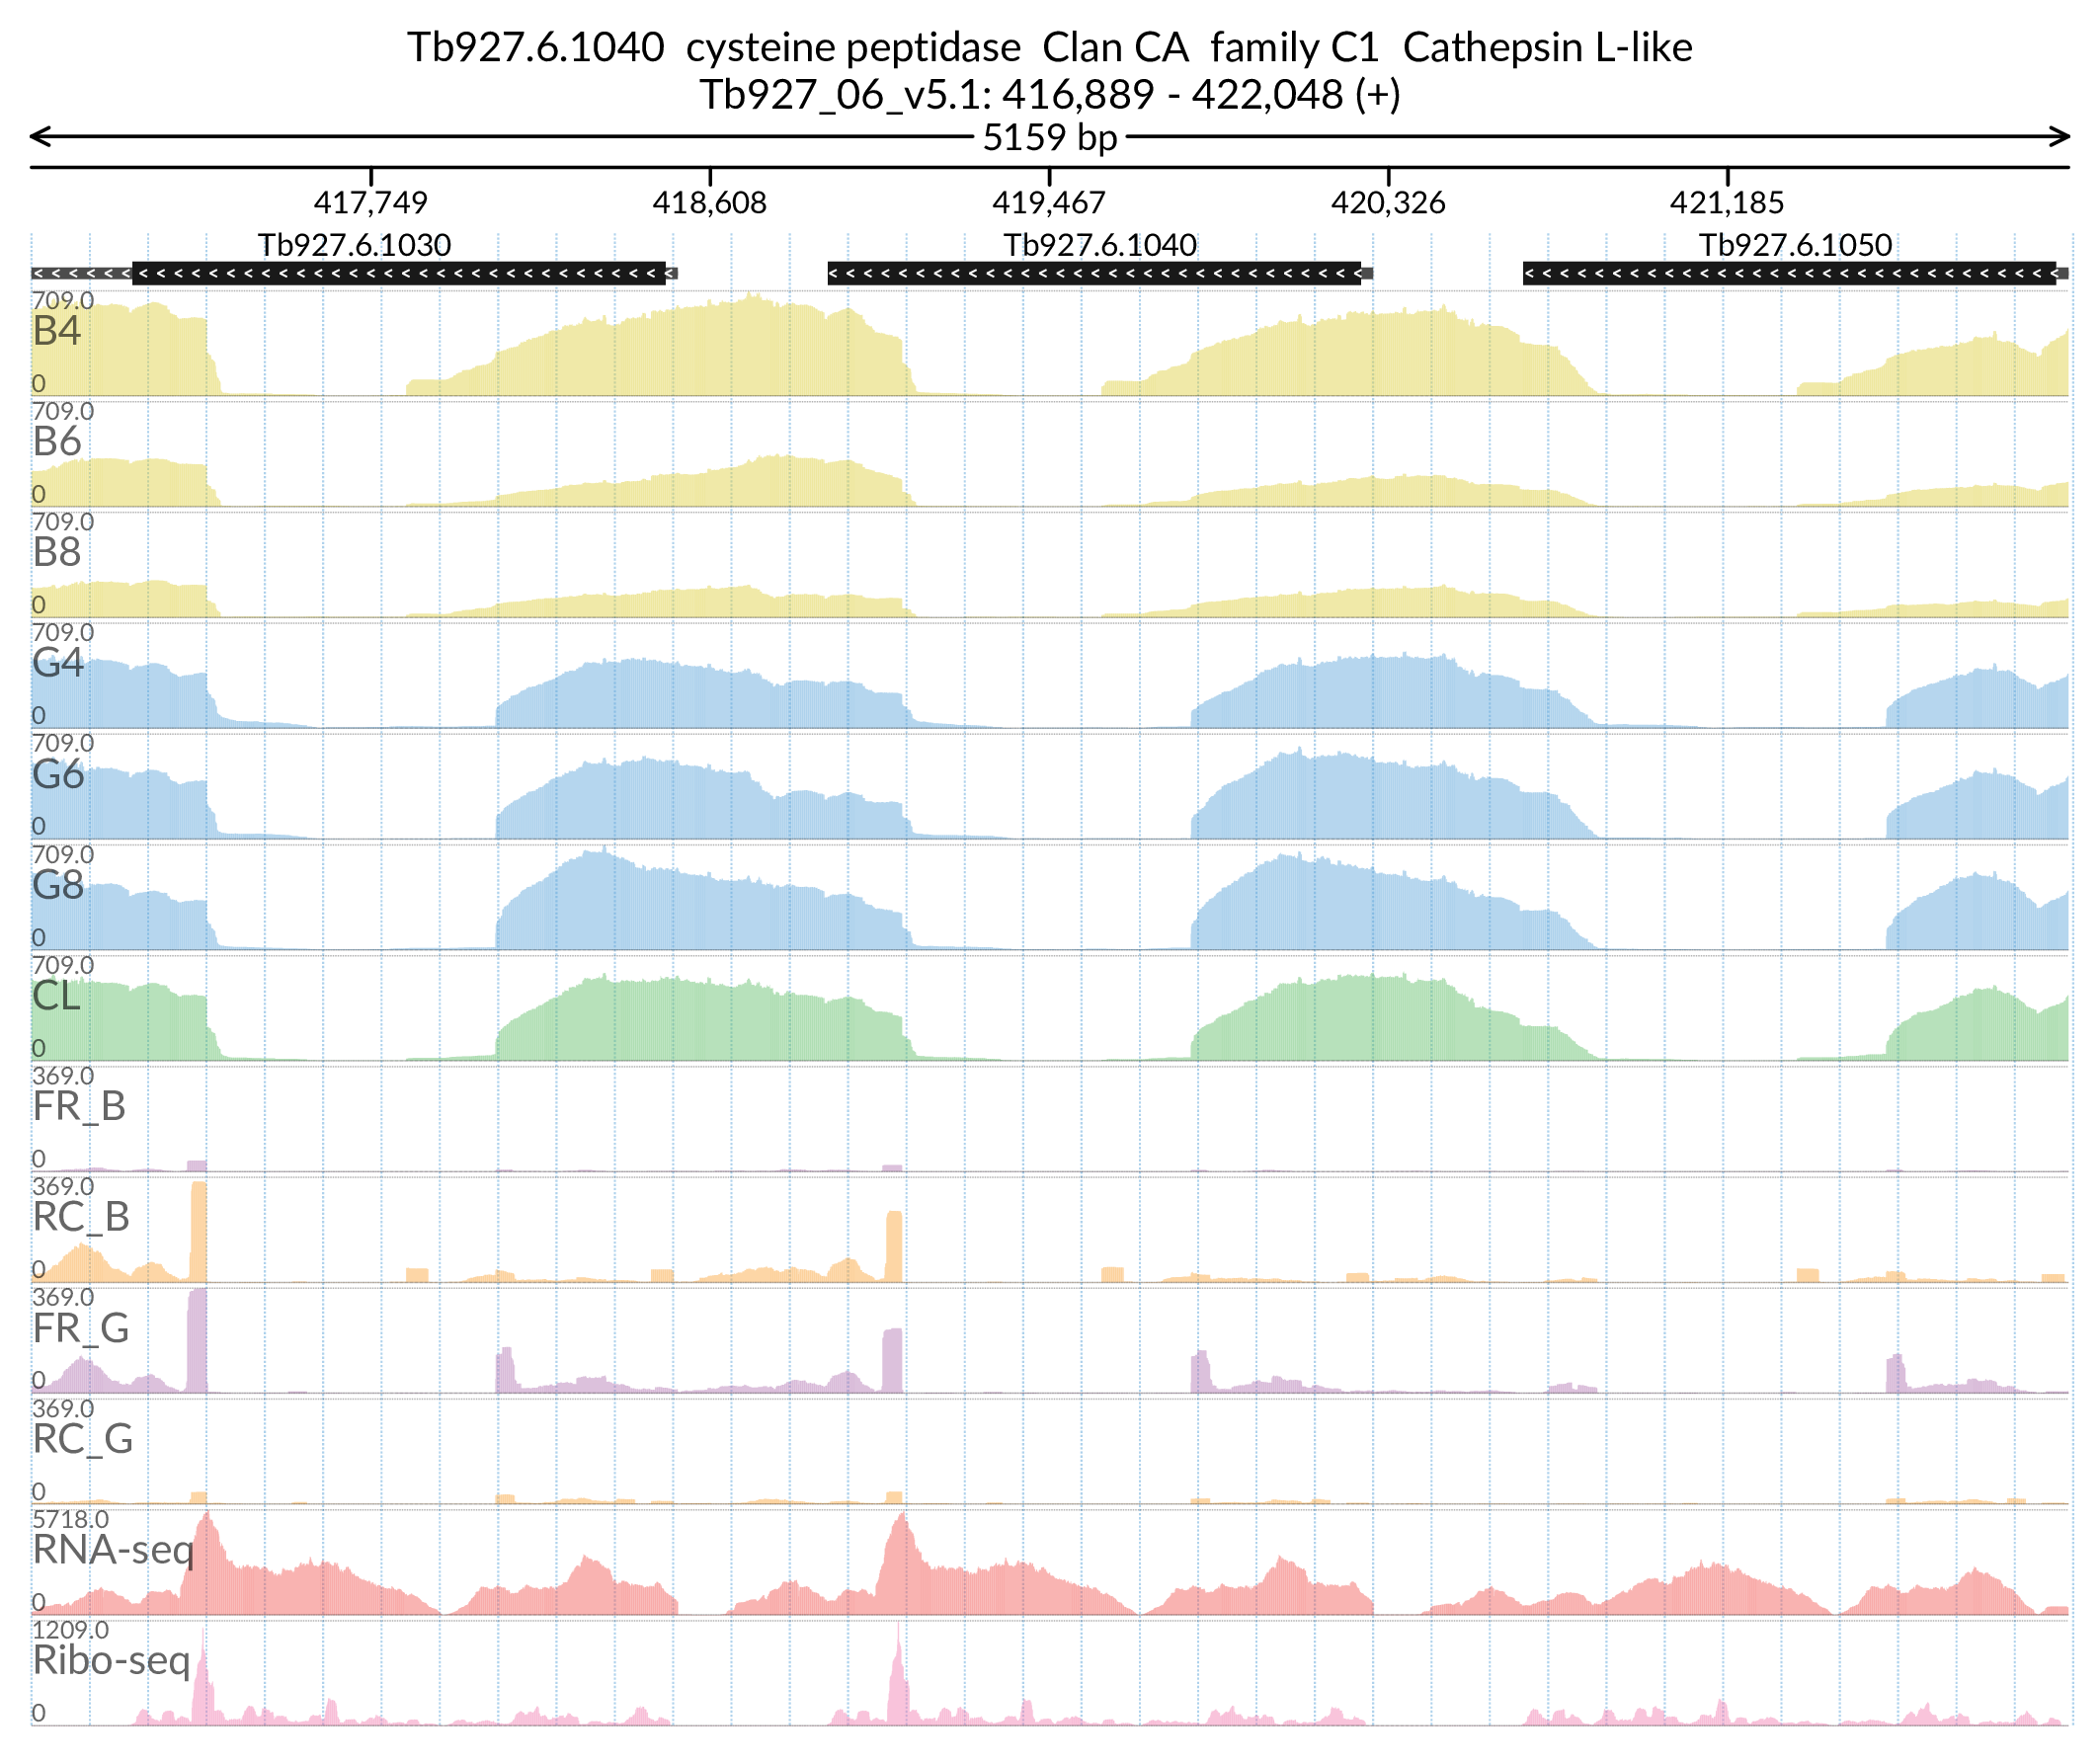 Tb927.6.1040  cysteine peptidase  Clan CA  family C1  Cathepsin L-like
Tb927_06_v5.1: 416,889 - 422,048 (+)
5159 bp
417,749 418,608 419,467 420,326 421,185
Tb927.6.1030 Tb927.6.1040 Tb927.6.1050
709.0
B4
0
709.0
B6
0
709.0
B8
0
709.0
G4
0
709.0
G6
0
709.0
G8
0
709.0
CL
0
369.0
FR_B
0
369.0
RC_B
0
369.0
FR_G
0
369.0
RC_G
0
5718.0
RNA-seq
0
1209.0
Ribo-seq
0